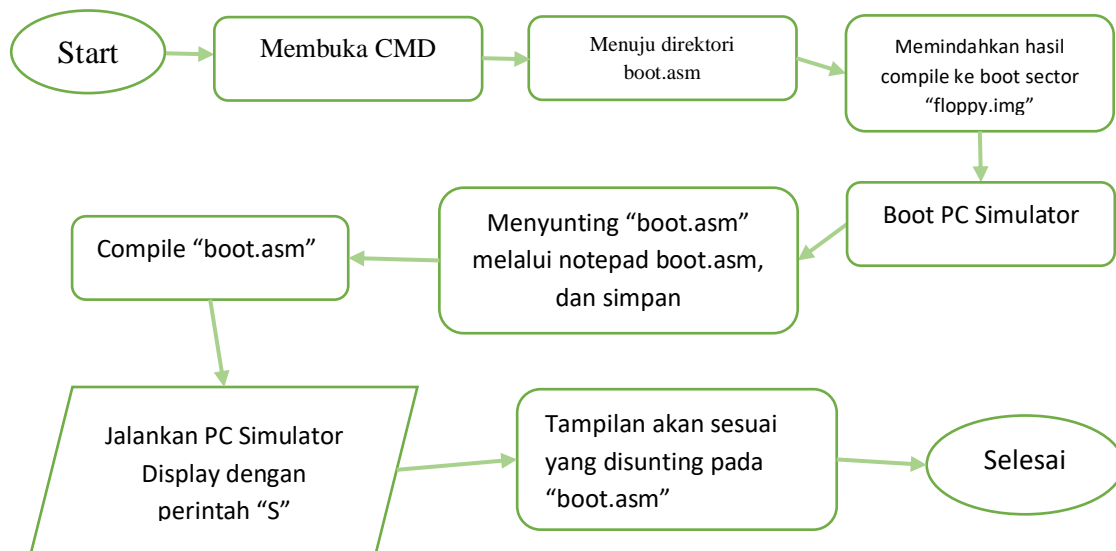 Start
Membuka CMD
Menuju direktori
boot.asm
Memindahkan hasil
compile ke boot sector
“floppy.img”
Boot PC Simulator
Menyunting “boot.asm”
melalui notepad boot.asm,
dan simpan
Compile “boot.asm”
Jalankan PC Simulator
Display dengan
perintah “S”
Tampilan akan sesuai
yang disunting pada
“boot.asm”
Selesai